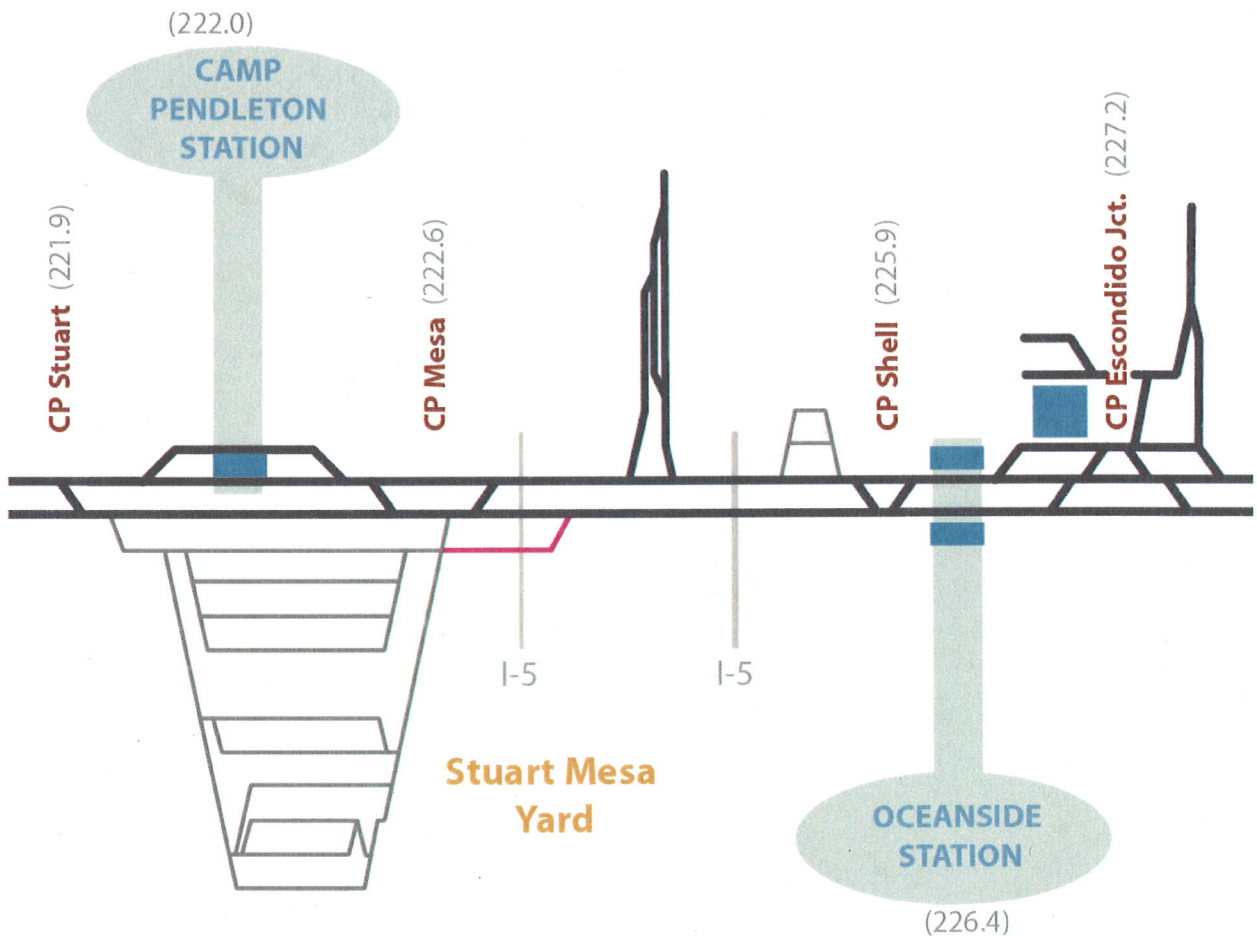 (222.0)
CAMP
PENDLETON
STATION
CP Stuart (221.9)
CP Mesa (222.6)
CP Shell (225.9)
CP Escondido Jct. (227.2)
I-5
I-5
Stuart Mesa
Yard
OCEANSIDE
STATION
(226.4)